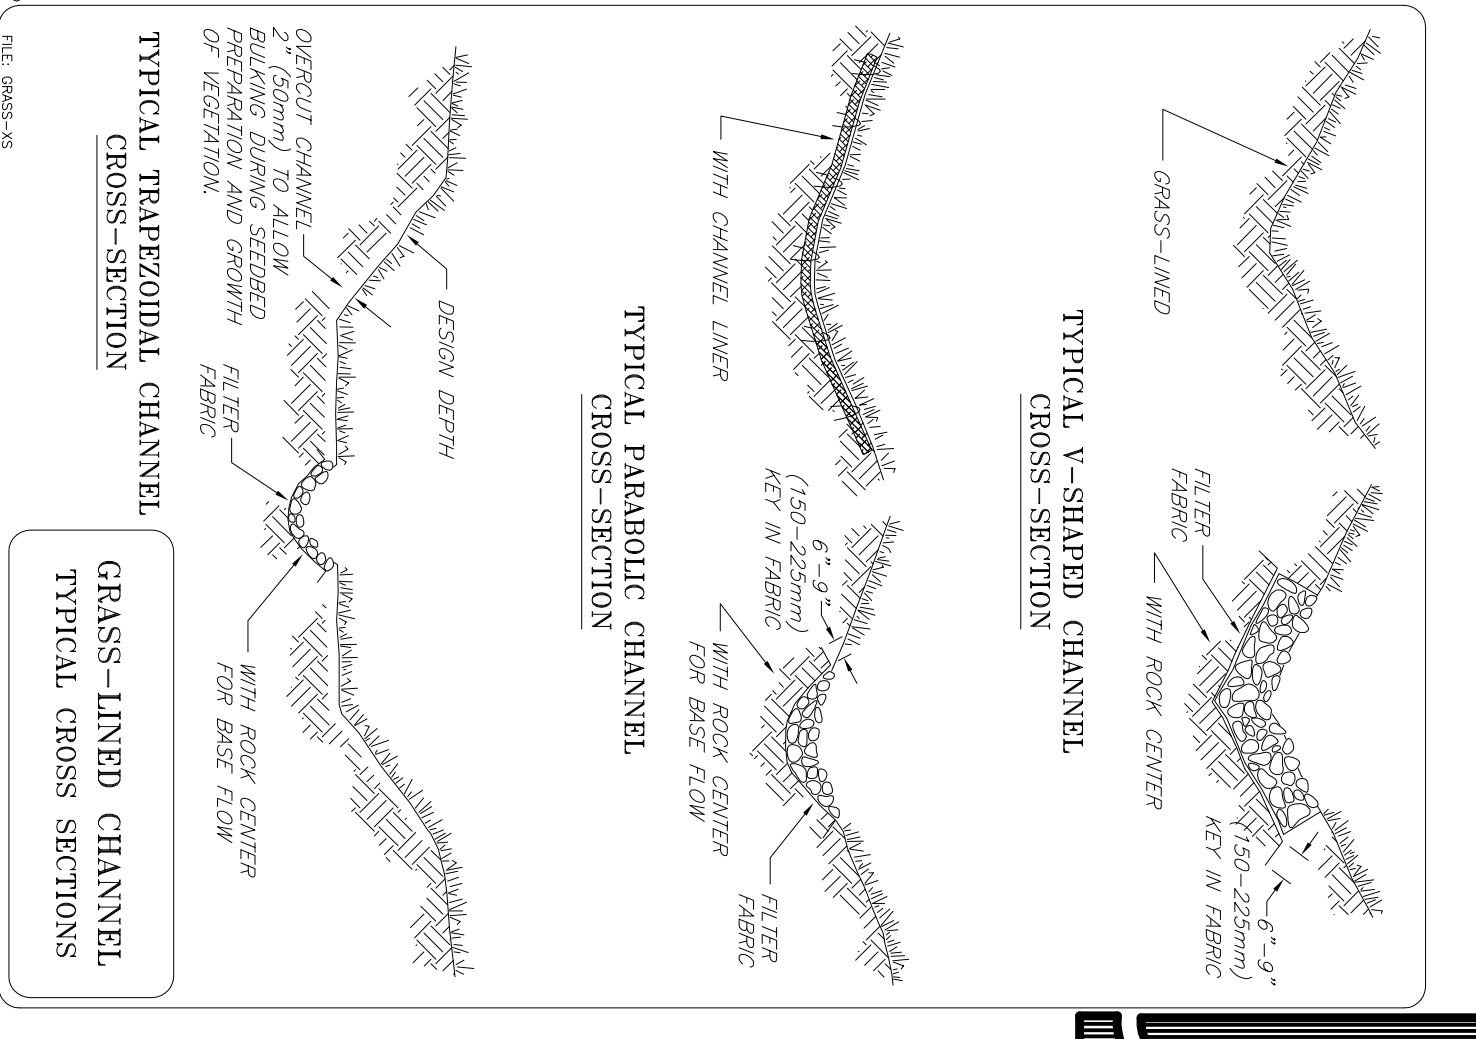 GRASS-LINED
FILTER
FABRIC
WITH ROCK CENTER
6"-9"
(150-225mm)
KEY IN FABRIC
TYPICAL V-SHAPED CHANNEL
CROSS-SECTION
WITH CHANNEL LINER
6"-9"
(150-225mm)
KEY IN FABRIC
WITH ROCK CENTER
FOR BASE FLOW
FILTER
FABRIC
TYPICAL PARABOLIC CHANNEL
CROSS-SECTION
DESIGN DEPTH
OVERCUT CHANNEL
2" (50mm) TO ALLOW
BULKING DURING SEEDBED
PREPARATION AND GROWTH
OF VEGETATION.
FILTER
FABRIC
WITH ROCK CENTER
FOR BASE FLOW
TYPICAL TRAPEZOIDAL CHANNEL
CROSS-SECTION
GRASS-LINED CHANNEL
TYPICAL CROSS SECTIONS
FILE: GRASS-XS